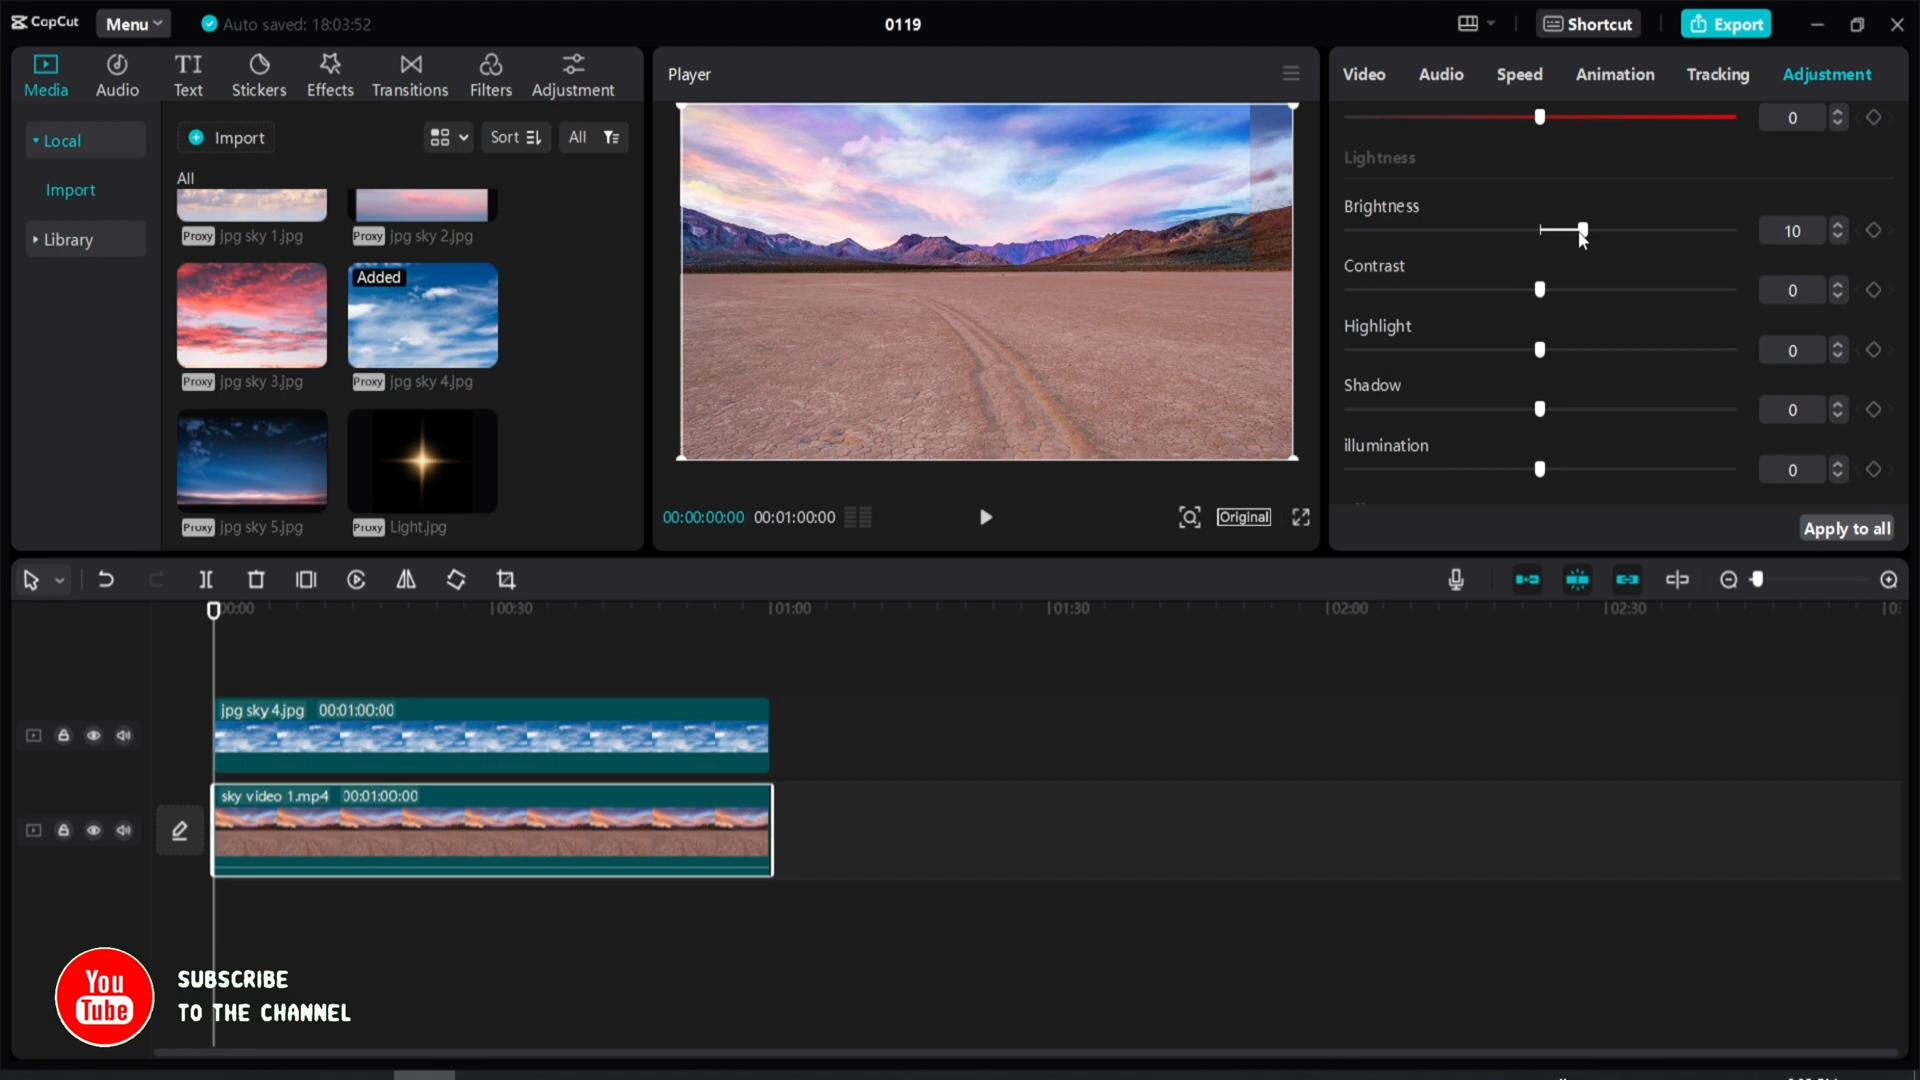 CapCut
Menu
Auto saved: 18:03:52
0119
Shortcut
Export
Media
Audio
Text
Stickers
Effects
Transitions
Filters
Adjustment
Local
Import
Library
Import
Sort
All
All
Proxy jpg sky 1.jpg
Proxy jpg sky 2.jpg
Added
Proxy jpg sky 3.jpg
Proxy jpg sky 4.jpg
Proxy jpg sky 5.jpg
Proxy Light.jpg
Player
00:00:00:00
00:01:00:00
Original
Video
Audio
Speed
Animation
Tracking
Adjustment
0
Lightness
Brightness
10
Contrast
0
Highlight
0
Shadow
0
illumination
0
Apply to all
00:00
00:30
01:00
01:30
02:00
02:30
jpg sky 4.jpg 00:01:00:00
sky video 1.mp4 00:01:00:00
You
Tube
SUBSCRIBE
TO THE CHANNEL